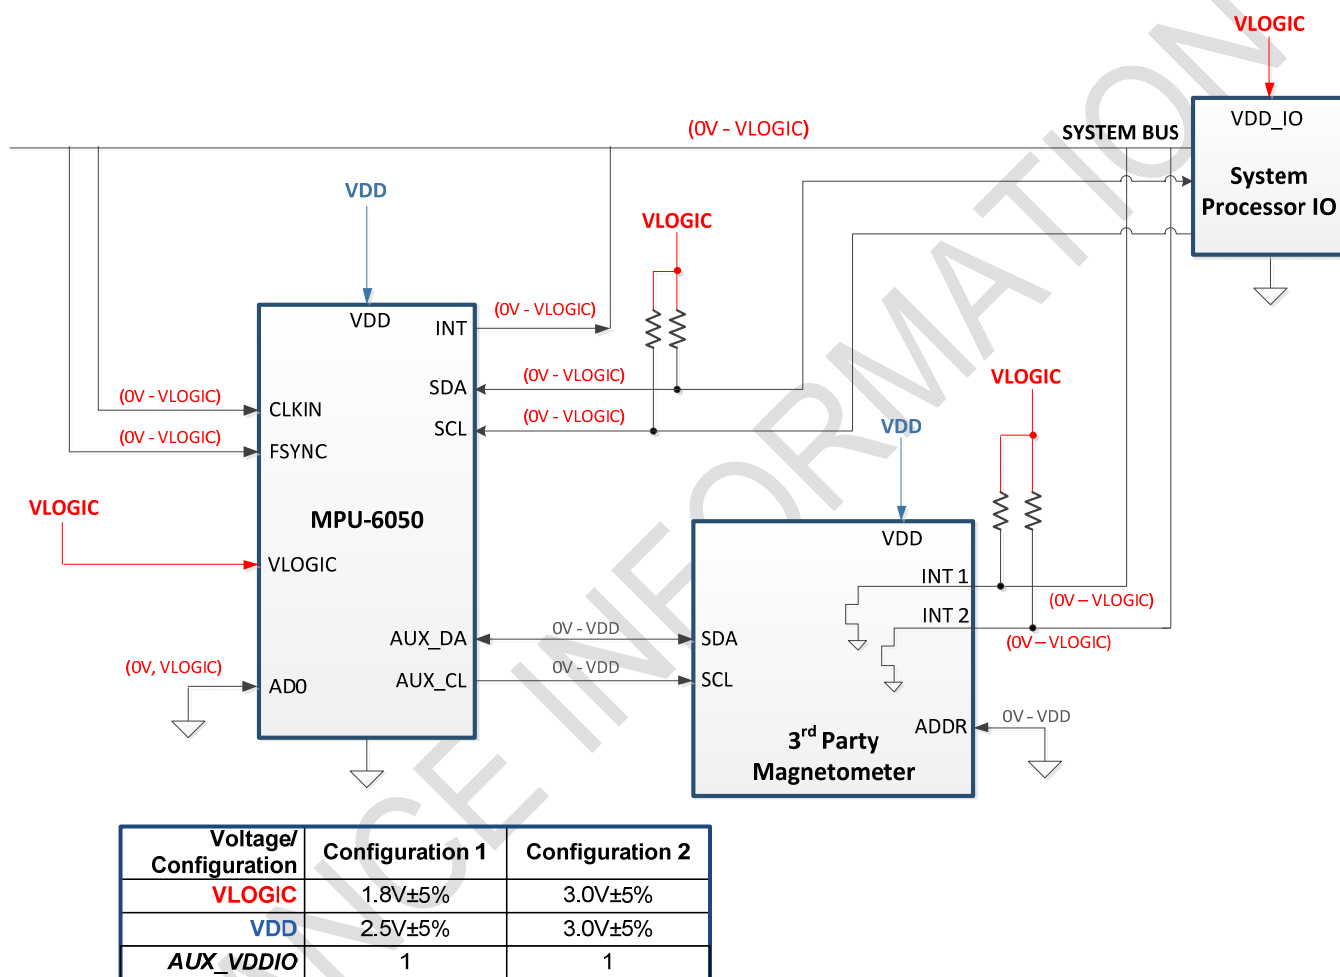 VLOGIC
VDD_IO
System
Processor IO
(0V - VLOGIC)
SYSTEM BUS
VDD
VLOGIC
VDD
INT
(0V - VLOGIC)
SDA
(0V - VLOGIC)
SCL
(0V - VLOGIC)
(0V - VLOGIC)
CLKIN
(0V - VLOGIC)
FSYNC
VLOGIC
MPU-6050
VLOGIC
VLOGIC
VDD
VDD
INT 1
(0V – VLOGIC)
INT 2
(0V – VLOGIC)
AUX_DA
0V - VDD
SDA
AUX_CL
0V - VDD
SCL
(0V, VLOGIC)
AD0
ADDR
0V - VDD
3rd Party
Magnetometer
Voltage/
Configuration
Configuration 1
Configuration 2
VLOGIC 1.8V±5% 3.0V±5%
VDD 2.5V±5% 3.0V±5%
AUX_VDDIO 1 1
ANCE INFORMATION